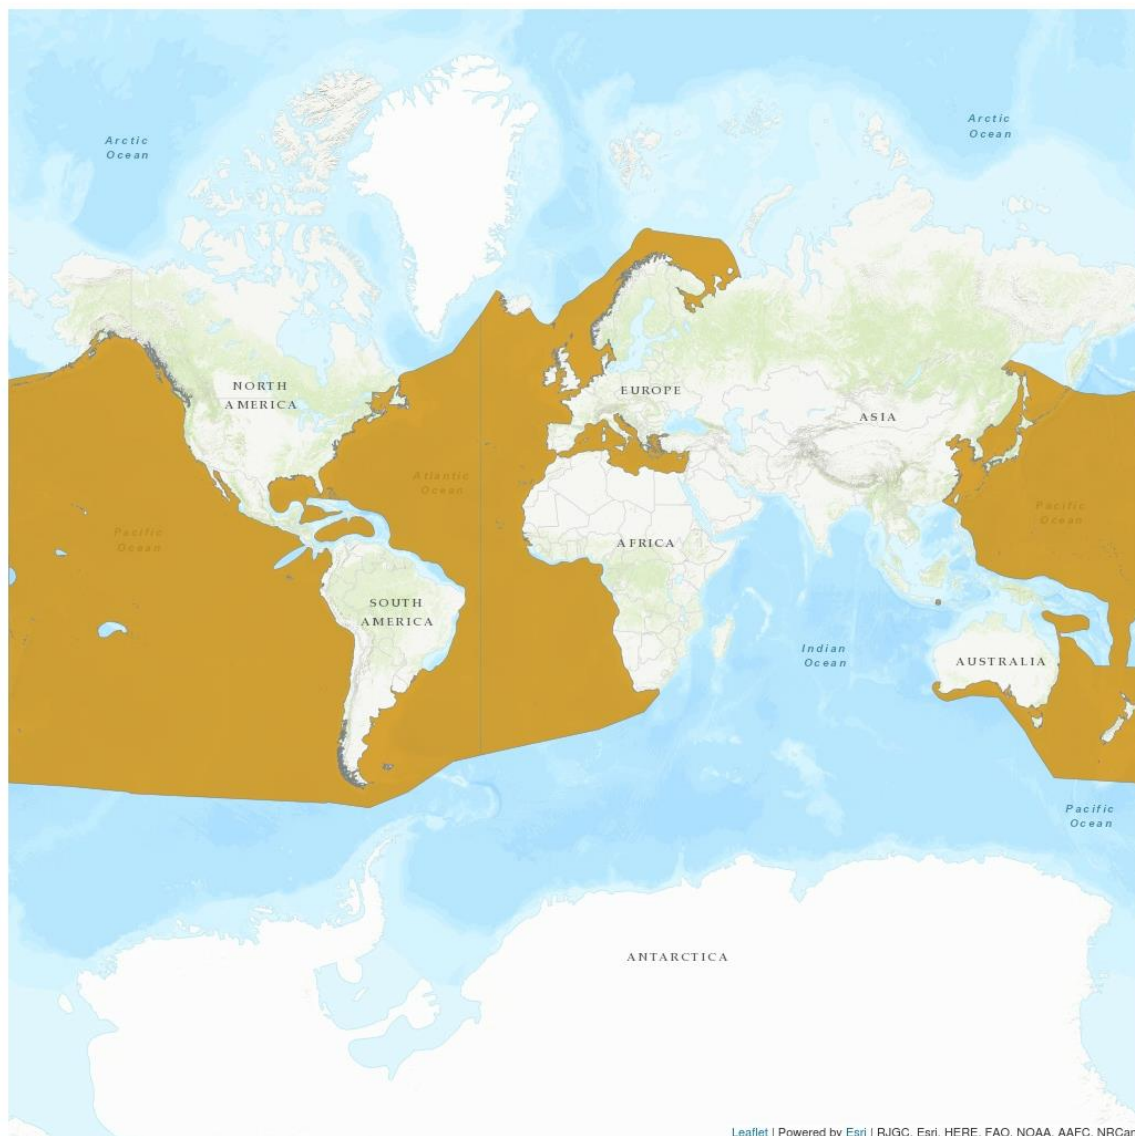 Arctic
Ocean
Arctic
Ocean
NORTH
AMERICA
EUROPE
ASIA
Atlantic
Ocean
Pacific
Ocean
Pacific
Ocean
AFRICA
SOUTH
AMERICA
Indian
Ocean
AUSTRALIA
Pacific
Ocean
ANTARCTICA
Leaflet | Powered by Esri | RJGC, Esri, HERE, FAO, NOAA, AAFC, NRCan